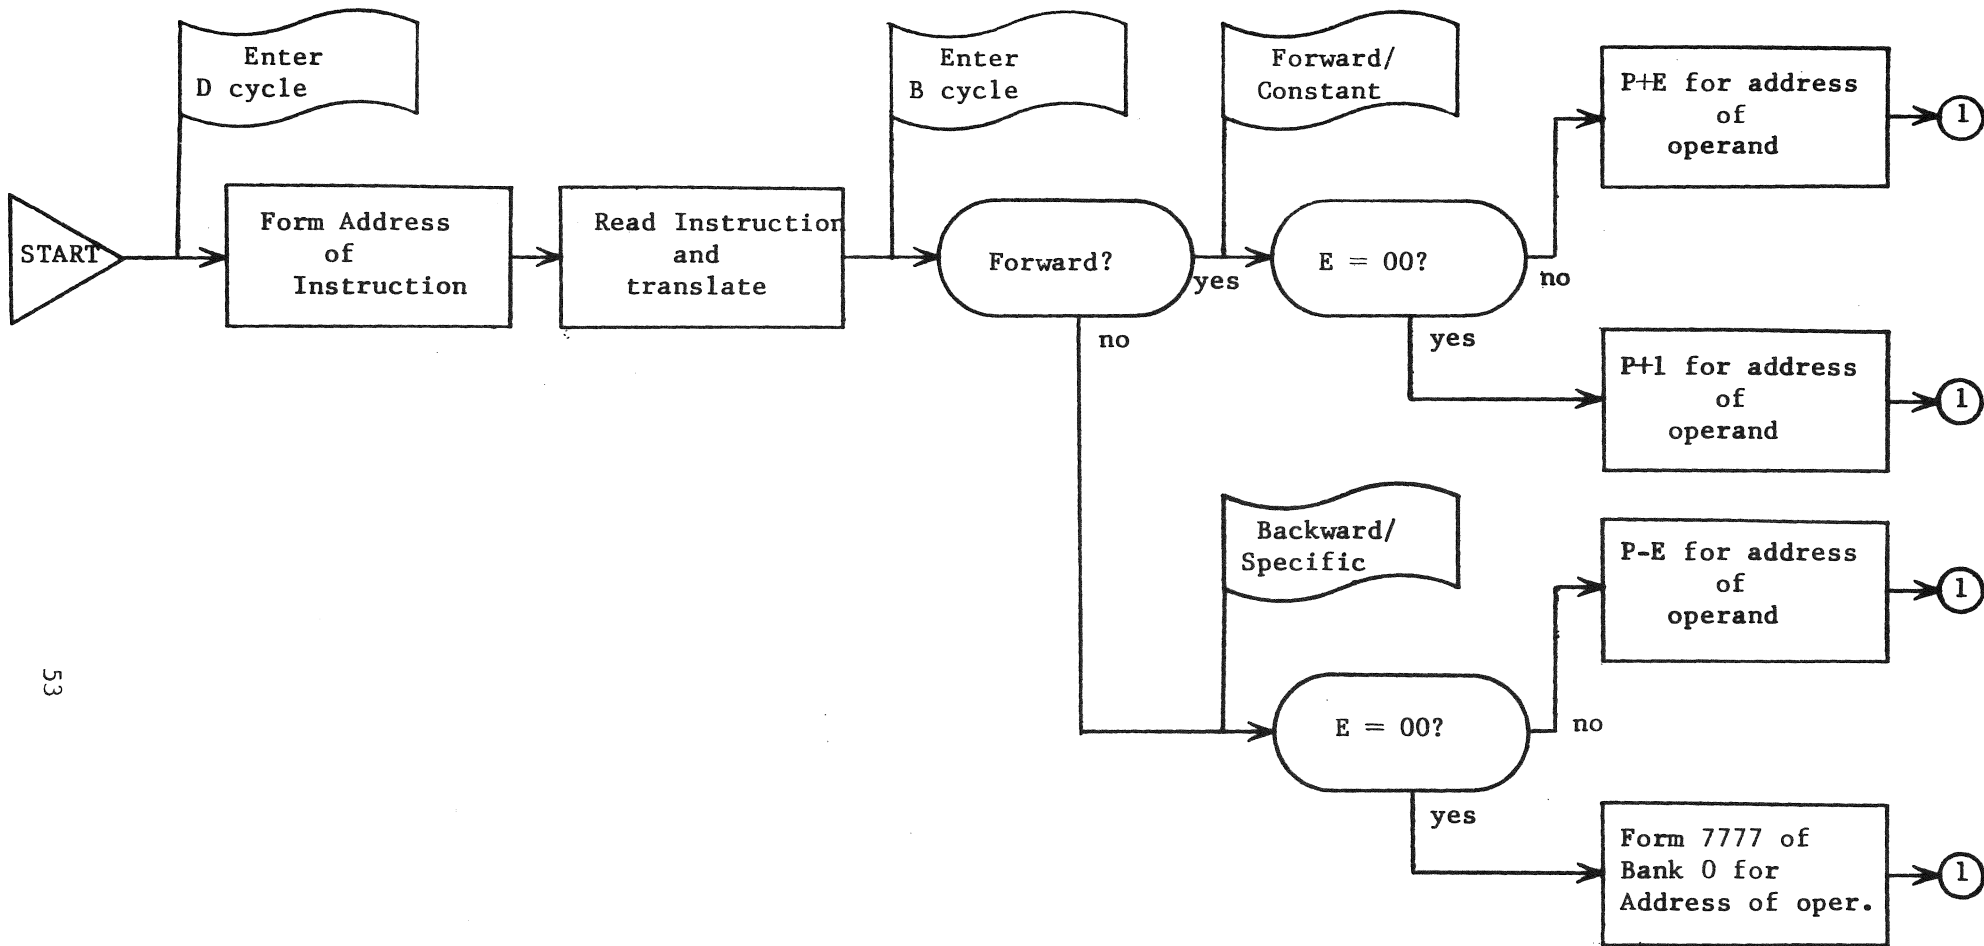 START
Enter
D cycle
Form Address
of
Instruction
Read Instruction
and
translate
Enter
B cycle
Forward?
yes
no
Forward/
Constant
E = 00?
no
yes
P+E for address
of
operand
1
P+1 for address
of
operand
1
Backward/
Specific
E = 00?
no
yes
P-E for address
of
operand
1
Form 7777 of
Bank 0 for
Address of oper.
1
53